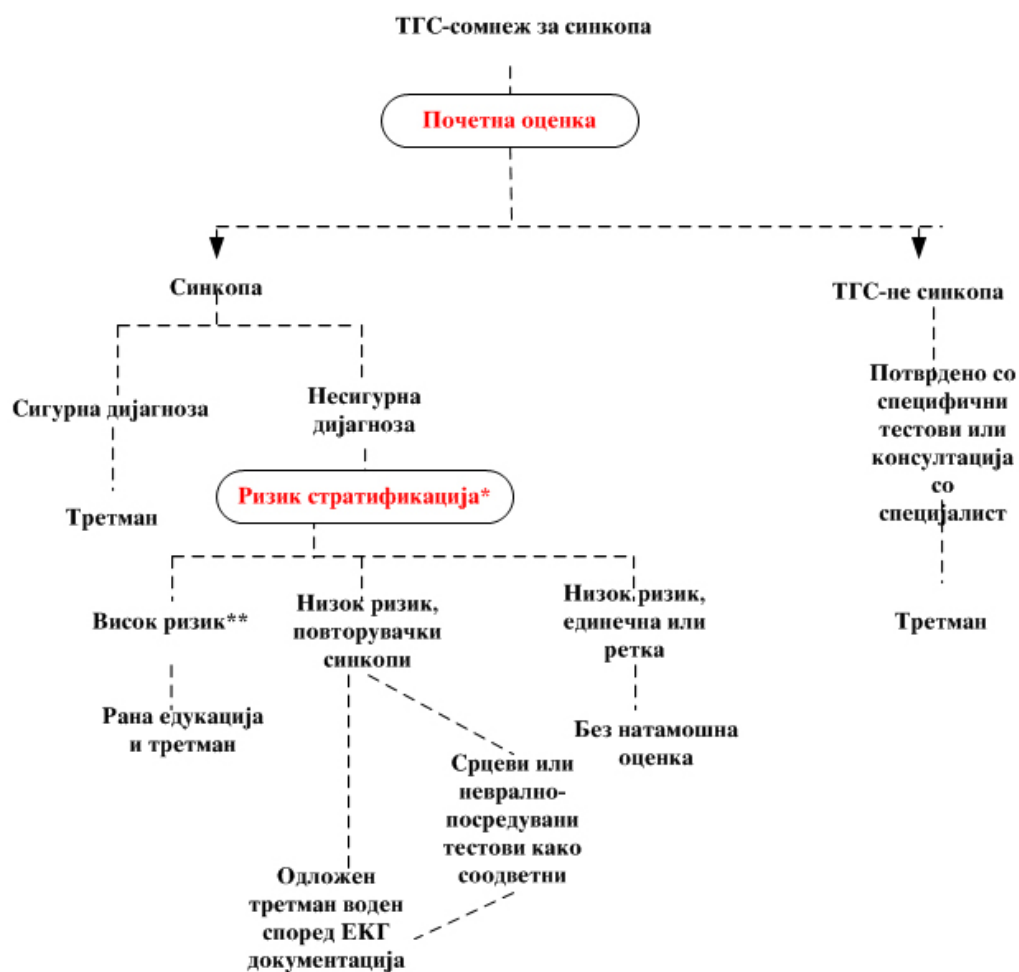 ТГС-сомнеж за синкопа
Почетна оценка
Синкопа
ТГС-не синкопа
Сигурна дијагноза
Несигурна
дијагноза
Потврдено со
специфични
тестови или
консултација
со
специјалист
Третман
Ризик стратификација*
Висок ризик**
Низок ризик,
повторувачки
синкопи
Низок ризик,
единечна или
ретка
Третман
Рана едукација
и третман
Без натамошна
оценка
Срцеви или
неврално-
посредувани
тестови како
соодветни
Одложен
третман воден
според ЕКГ
документација